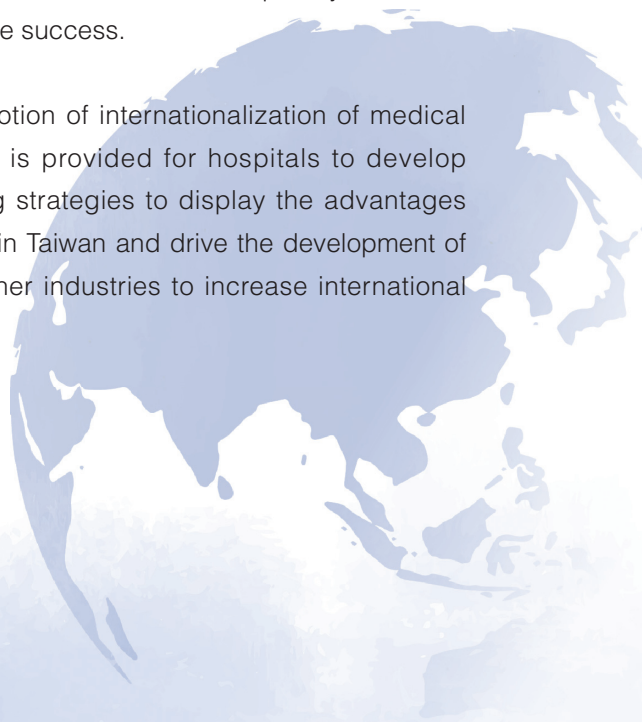 e success.
otion of internationalization of medical
is provided for hospitals to develop
g strategies to display the advantages
in Taiwan and drive the development of
her industries to increase international